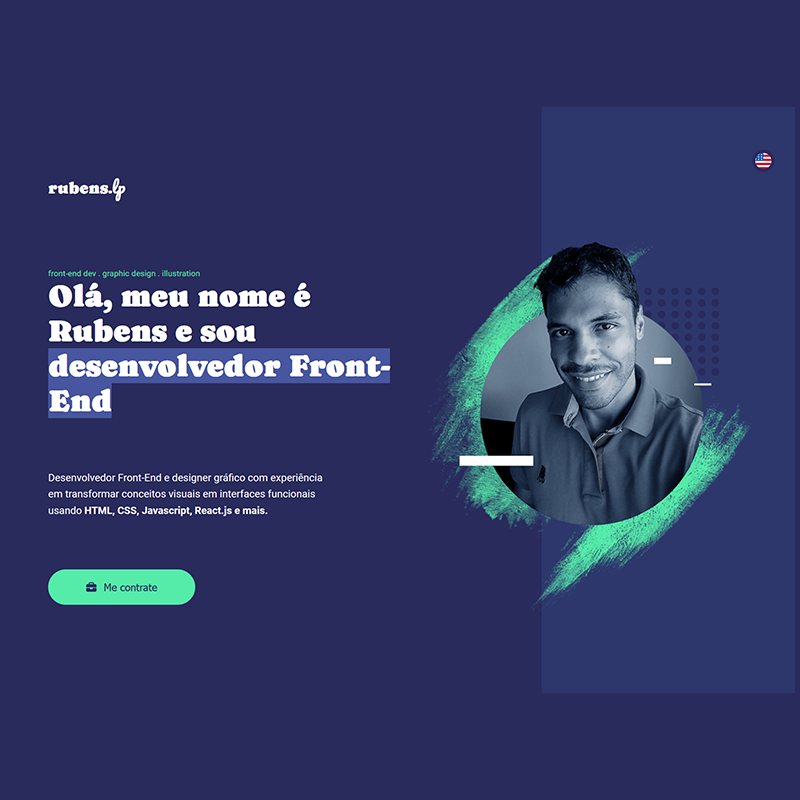 rubens.lp
front-end dev . graphic design . illustration
Olá, meu nome é
Rubens e sou
desenvolvedor Front-
End
Desenvolvedor Front-End e designer gráfico com experiência
em transformar conceitos visuais em interfaces funcionais
usando HTML, CSS, Javascript, React.js e mais.
Me contrate